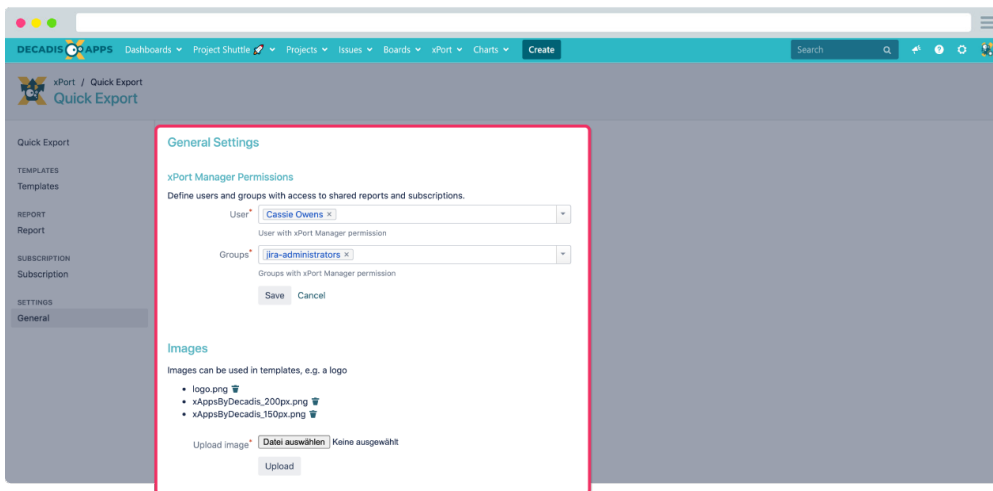 DECADIS APPS Dashboards Project Shuttle 🚀 Projects Issues Boards xPort Charts Create Search
xPort / Quick Export
Quick Export
Quick Export
TEMPLATES
Templates
REPORT
Report
SUBSCRIPTION
Subscription
SETTINGS
General
General Settings
xPort Manager Permissions
Define users and groups with access to shared reports and subscriptions.
User* Cassie Owens ×
User with xPort Manager permission
Groups* jira-administrators ×
Groups with xPort Manager permission
Save Cancel
Images
Images can be used in templates, e.g. a logo
• logo.png
• xAppsByDecadis_200px.png
• xAppsByDecadis_150px.png
Upload image* Datei auswählen Keine ausgewählt
Upload